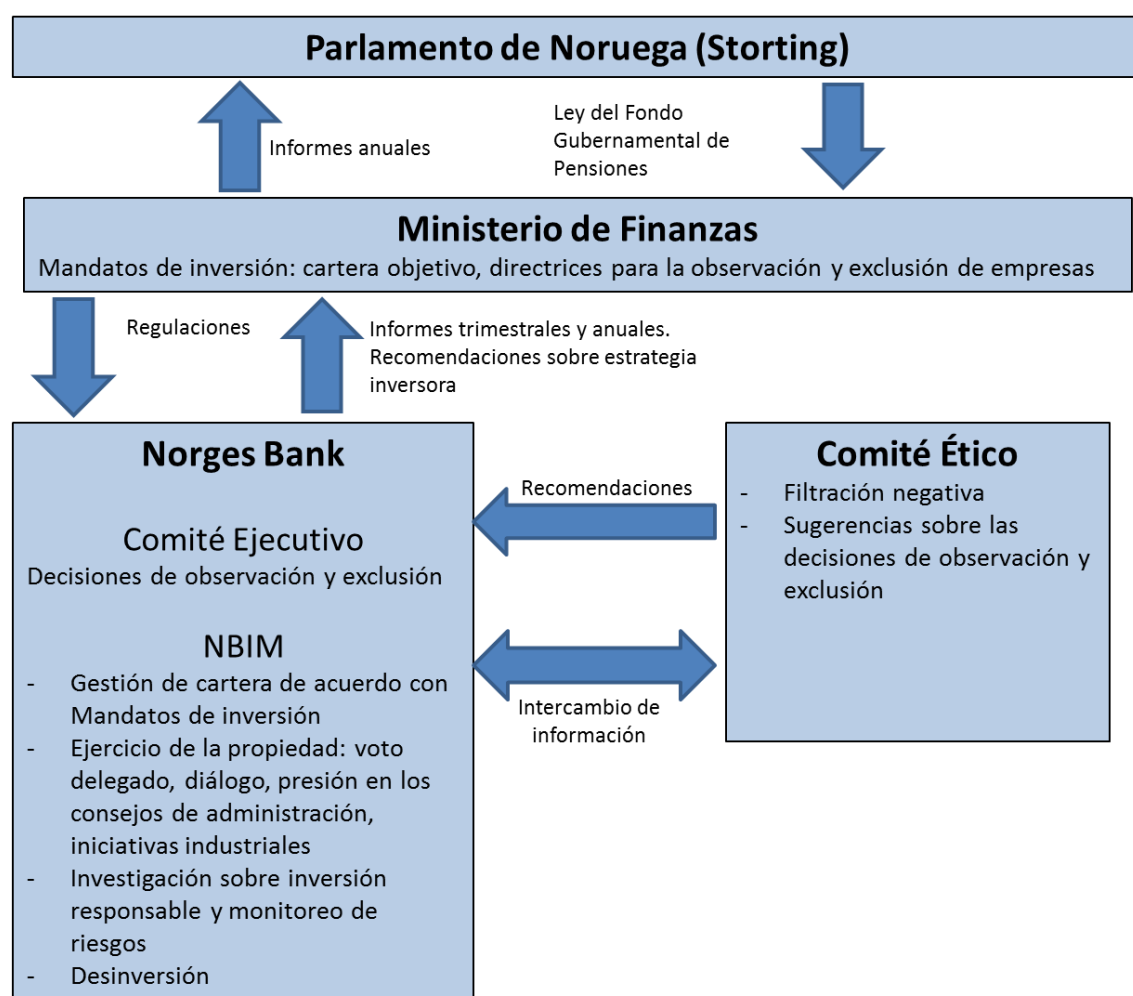 Parlamento de Noruega (Storting)
Informes anuales
Ley del Fondo
Gubernamental de
Pensiones
Ministerio de Finanzas
Mandatos de inversión: cartera objetivo, directrices para la observación y exclusión de empresas
Regulaciones
Informes trimestrales y anuales.
Recomendaciones sobre estrategia
inversora
Norges Bank
Comité Ejecutivo
Decisiones de observación y exclusión
NBIM
- Gestión de cartera de acuerdo con
Mandatos de inversión
- Ejercicio de la propiedad: voto
delegado, diálogo, presión en los
consejos de administración,
iniciativas industriales
- Investigación sobre inversión
responsable y monitoreo de
riesgos
- Desinversión
Recomendaciones
Intercambio de
información
Comité Ético
- Filtración negativa
- Sugerencias sobre las
decisiones de observación y
exclusión